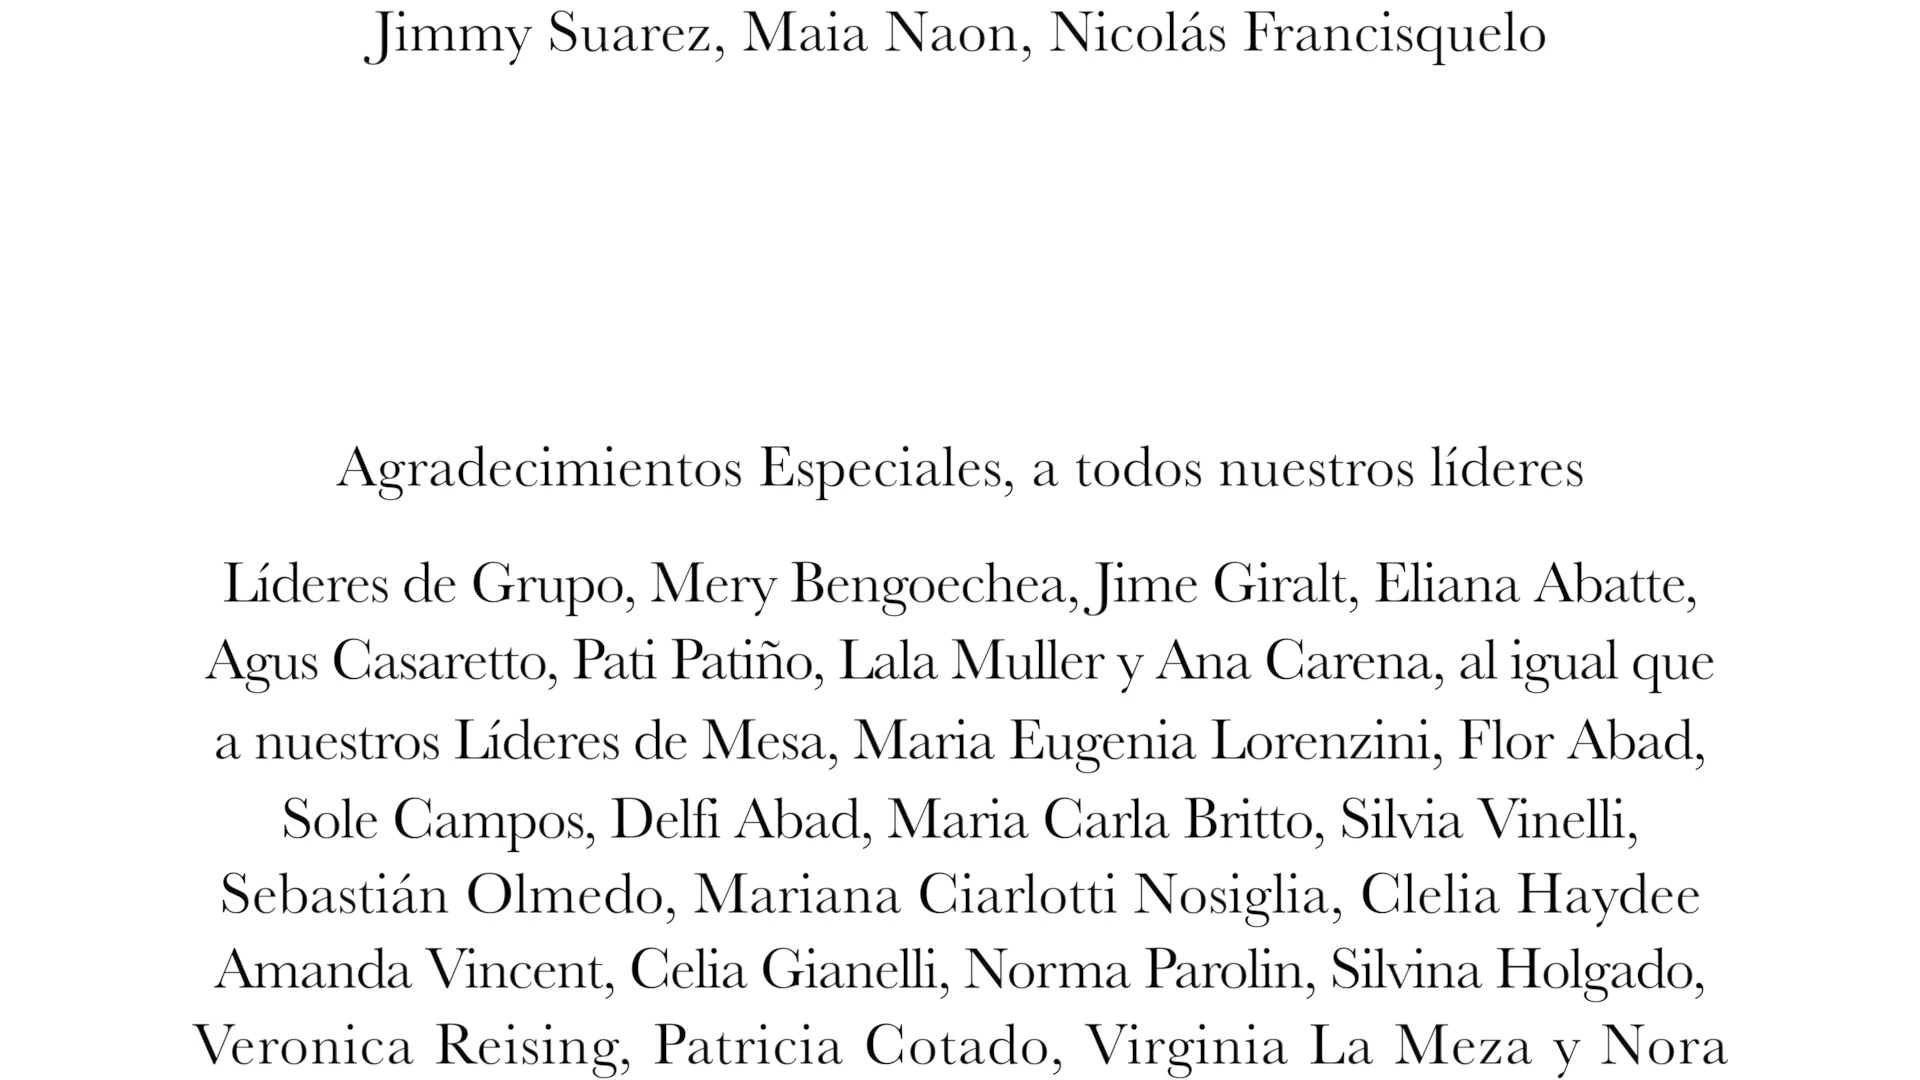 Jimmy Suarez, Maia Naon, Nicolás Francisquelo
Agradecimientos Especiales, a todos nuestros líderes
Líderes de Grupo, Mery Bengoechea, Jime Giralt, Eliana Abatte,
Agus Casaretto, Pati Patiño, Lala Muller y Ana Carena, al igual que
a nuestros Líderes de Mesa, Maria Eugenia Lorenzini, Flor Abad,
Sole Campos, Delfi Abad, Maria Carla Britto, Silvia Vinelli,
Sebastián Olmedo, Mariana Ciarlotti Nosiglia, Clelia Haydee
Amanda Vincent, Celia Gianelli, Norma Parolin, Silvina Holgado,
Veronica Reising, Patricia Cotado, Virginia La Meza y Nora